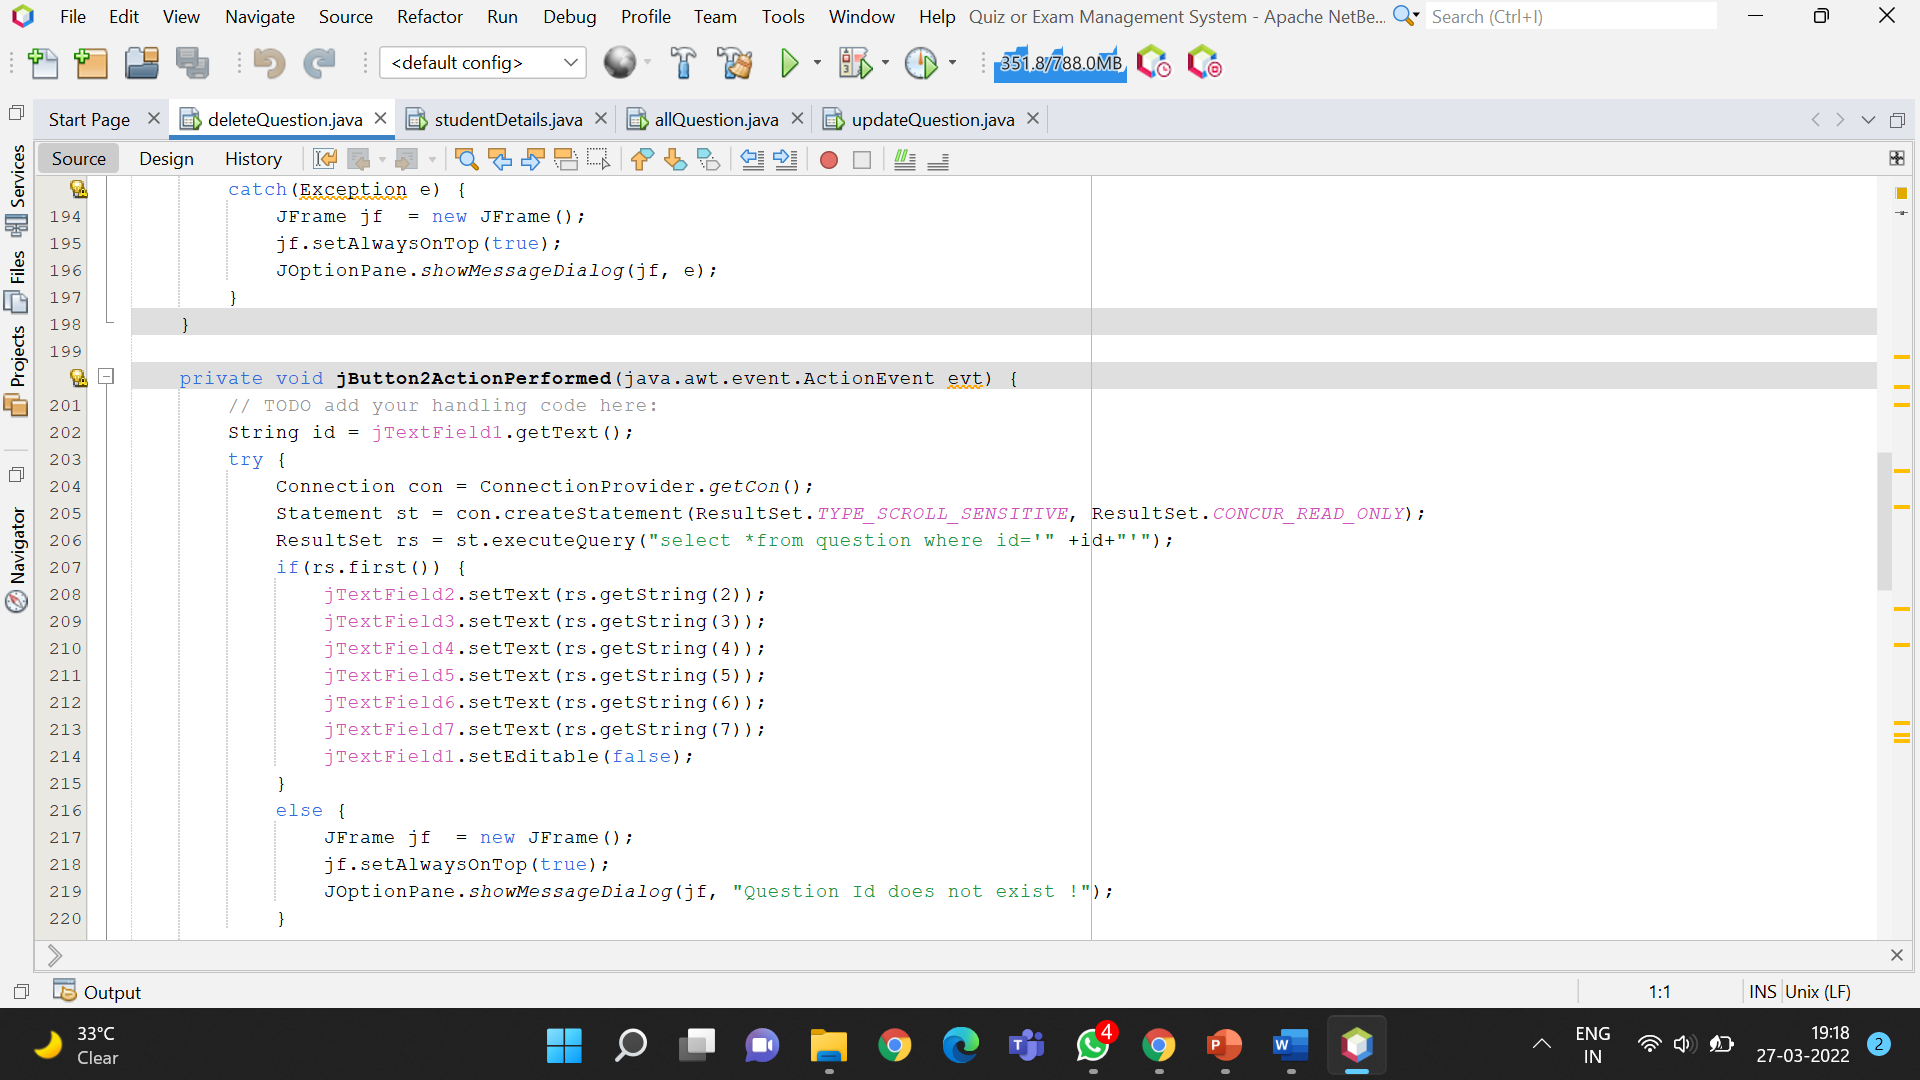 File Edit View Navigate Source Refactor Run Debug Profile Team Tools Window Help Quiz or Exam Management System - Apache NetBe... Search (Ctrl+I)
<default config> 351.8/788.0MB
Start Page deleteQuestion.java studentDetails.java allQuestion.java updateQuestion.java
Source Design History
Services
Files
Projects
Navigator
catch(Exception e) {
194 JFrame jf  = new JFrame();
195 jf.setAlwaysOnTop(true);
196 JOptionPane.showMessageDialog(jf, e);
197 }
198 }
199
private void jButton2ActionPerformed(java.awt.event.ActionEvent evt) {
201 // TODO add your handling code here:
202 String id = jTextField1.getText();
203 try {
204 Connection con = ConnectionProvider.getCon();
205 Statement st = con.createStatement(ResultSet.TYPE_SCROLL_SENSITIVE, ResultSet.CONCUR_READ_ONLY);
206 ResultSet rs = st.executeQuery("select *from question where id='" +id+"'");
207 if(rs.first()) {
208 jTextField2.setText(rs.getString(2));
209 jTextField3.setText(rs.getString(3));
210 jTextField4.setText(rs.getString(4));
211 jTextField5.setText(rs.getString(5));
212 jTextField6.setText(rs.getString(6));
213 jTextField7.setText(rs.getString(7));
214 jTextField1.setEditable(false);
215 }
216 else {
217 JFrame jf  = new JFrame();
218 jf.setAlwaysOnTop(true);
219 JOptionPane.showMessageDialog(jf, "Question Id does not exist !");
220 }
Output 1:1 INS Unix (LF)
33°C
Clear
4
ENG
IN
19:18
27-03-2022
2